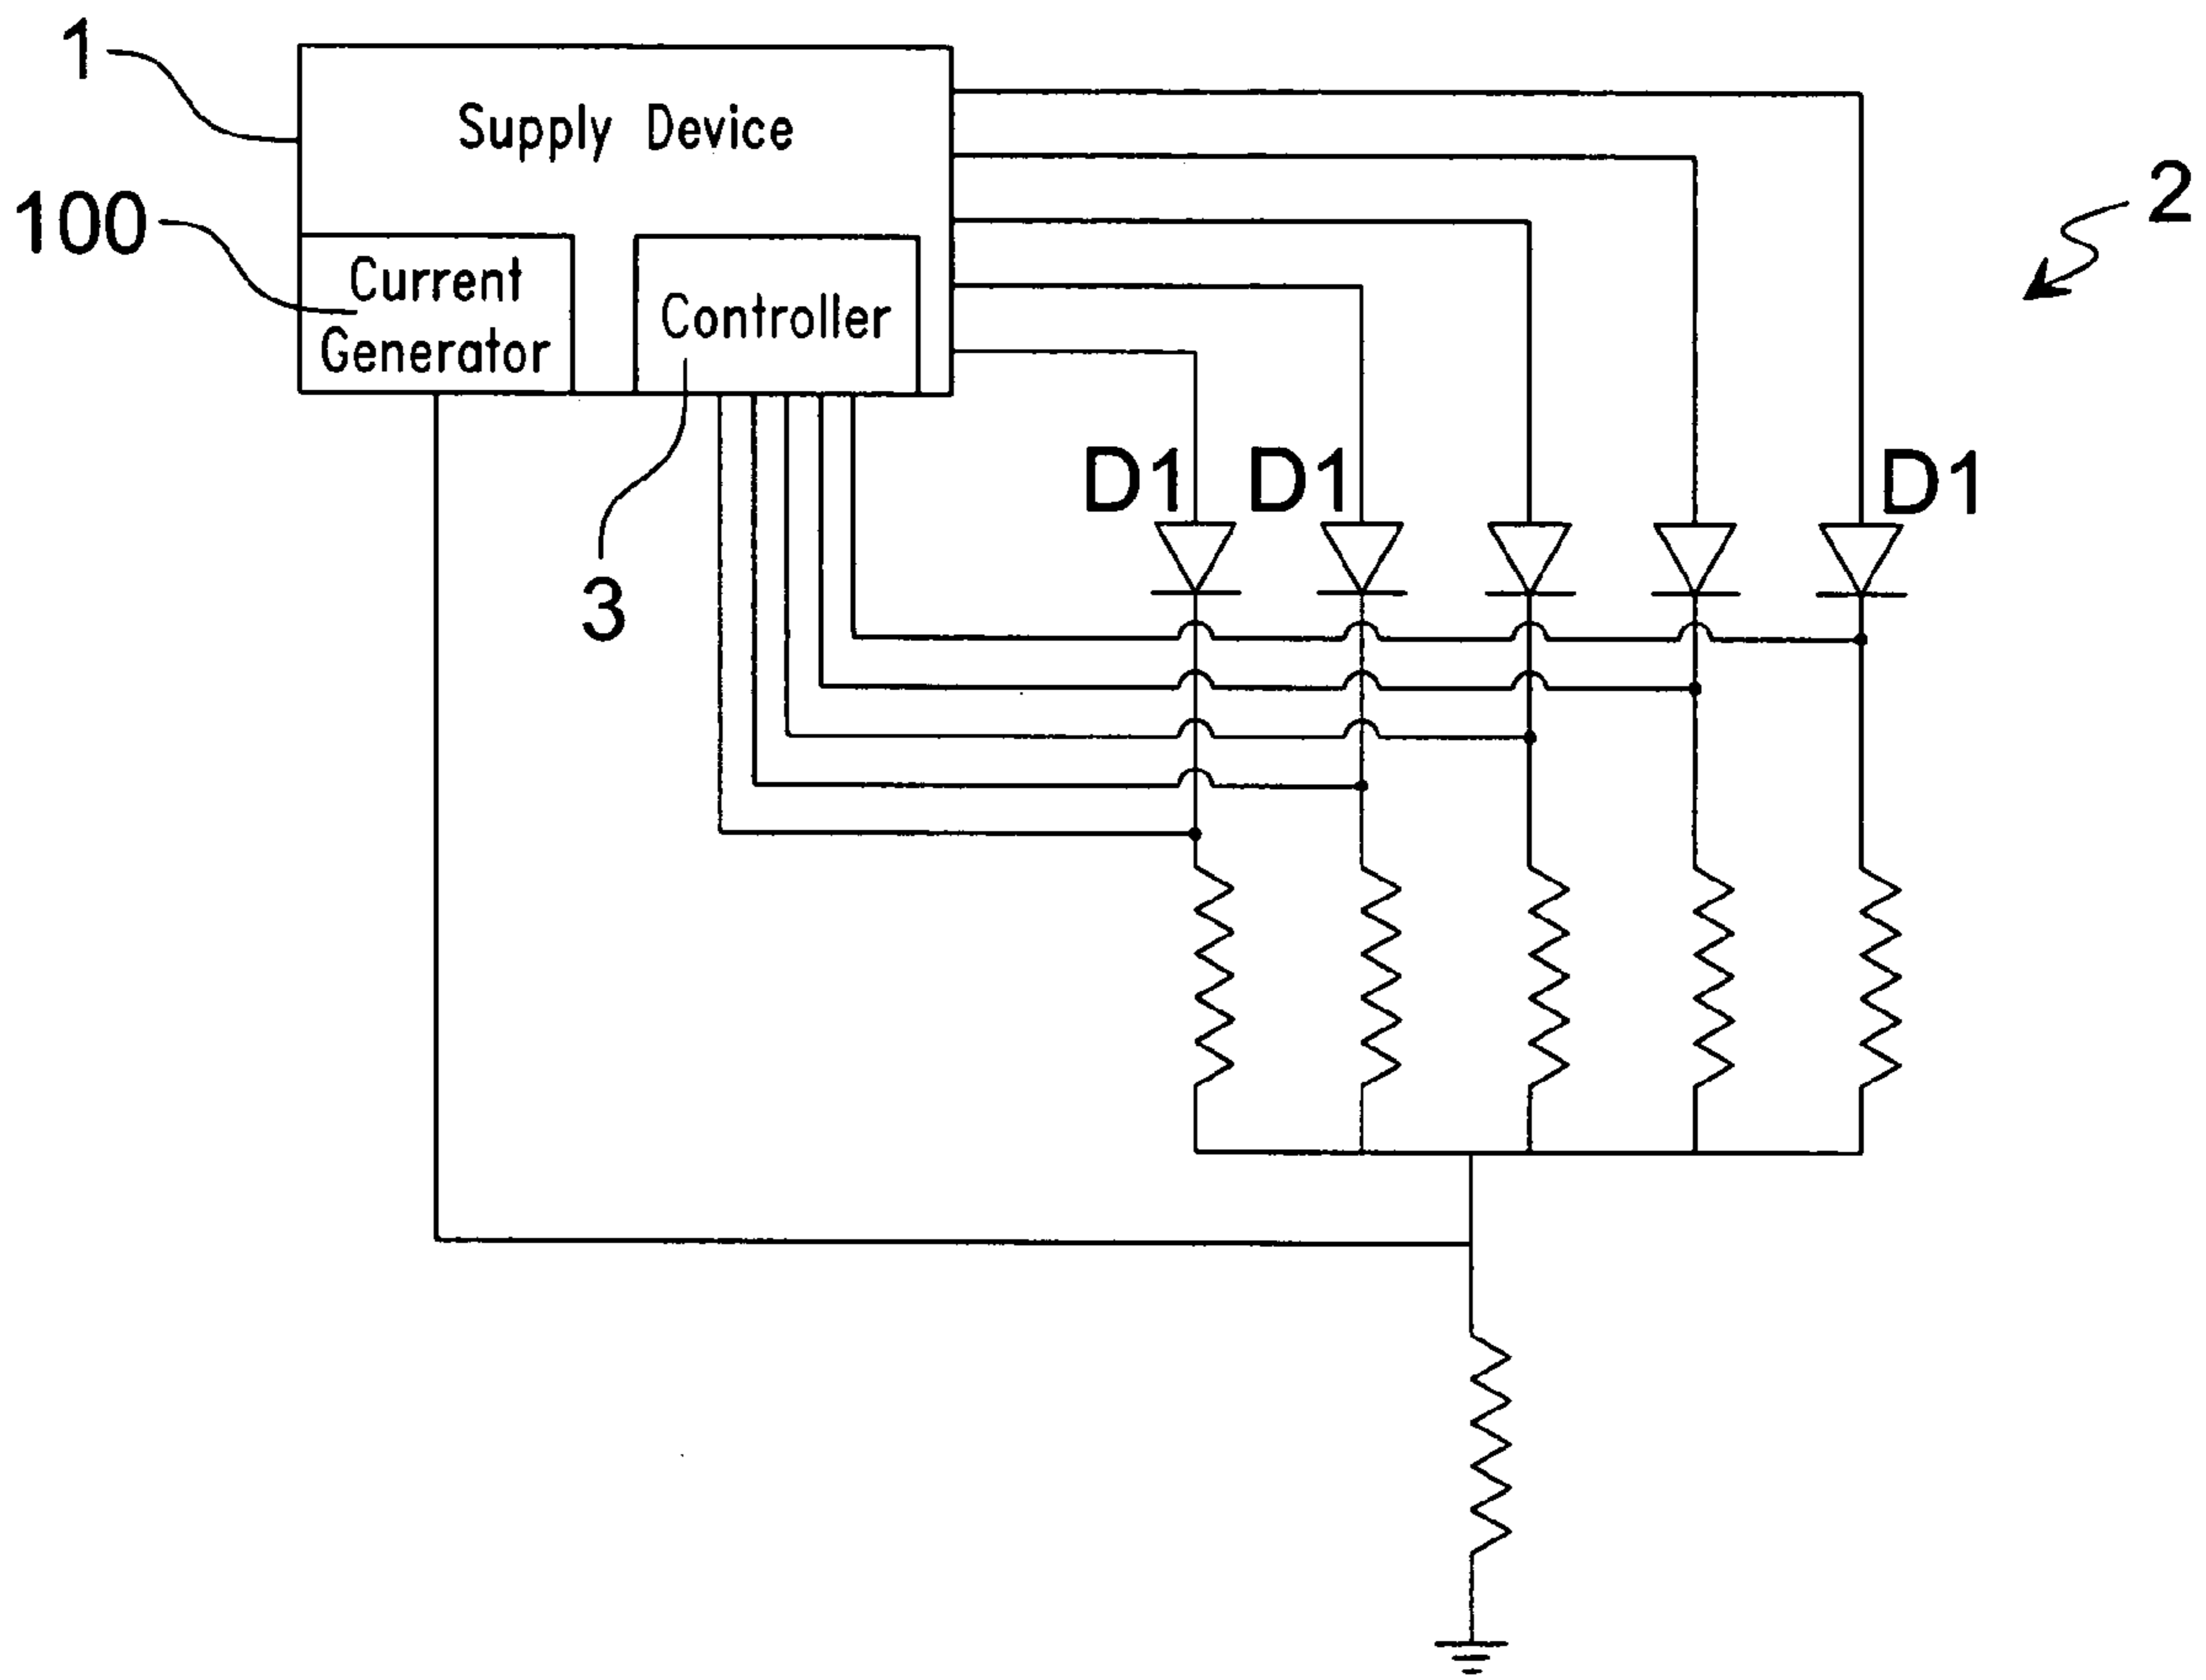 1
Supply Device
2
100
Current
Generator
Controller
D1 D1 D1
3